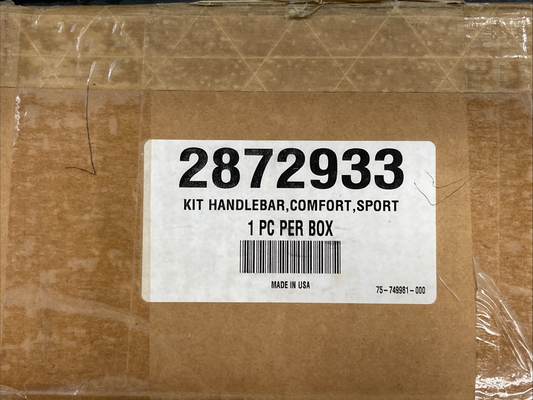 2872933
KIT HANDLEBAR,COMFORT,SPORT
1 PC PER BOX
MADE IN USA
75-749981-000